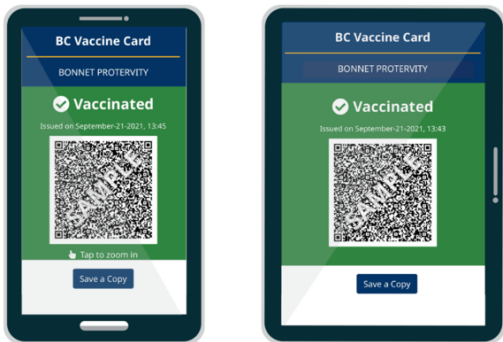 BC Vaccine Card
BONNET PROTERVITY
Vaccinated
Issued on September-21-2021, 13:45
SAMPLE
Tap to zoom in
Save a Copy
BC Vaccine Card
BONNET PROTERVITY
Vaccinated
Issued on September-21-2021, 13:43
SAMPLE
Save a Copy